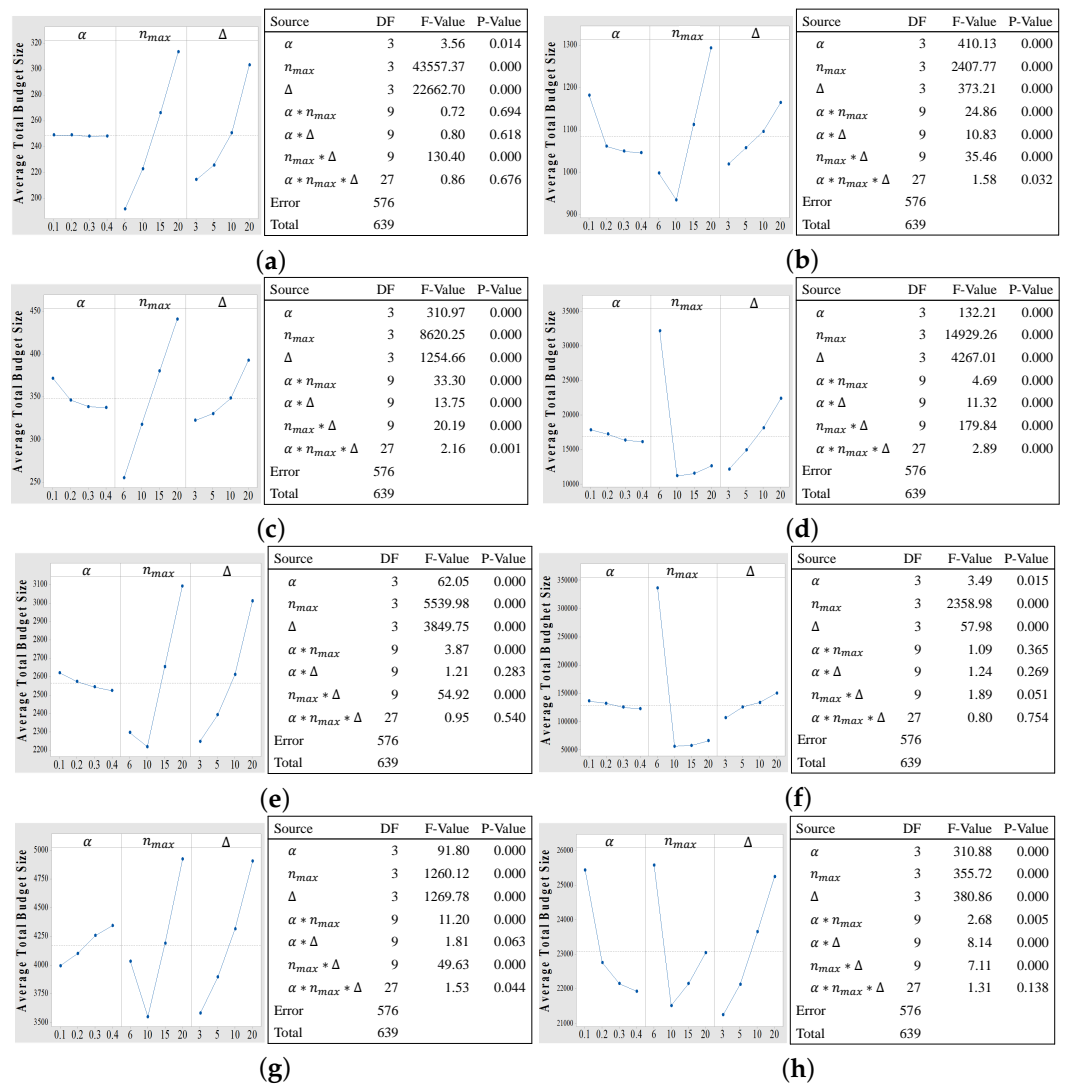 α n_max Δ
Average Total Budget Size
320
300
280
260
250
240
220
200
0.1 0.2 0.3 0.4 6 10 15 20 3 5 10 20
Source DF F-Value P-Value
α 3 3.56 0.014
n_max 3 43557.37 0.000
Δ 3 22662.70 0.000
α * n_max 9 0.72 0.694
α * Δ 9 0.80 0.618
n_max * Δ 9 130.40 0.000
α * n_max * Δ 27 0.86 0.676
Error 576
Total 639
(a)
α n_max Δ
Average Total Budget Size
1300
1200
1100
1000
900
0.1 0.2 0.3 0.4 6 10 15 20 3 5 10 20
Source DF F-Value P-Value
α 3 410.13 0.000
n_max 3 2407.77 0.000
Δ 3 373.21 0.000
α * n_max 9 24.86 0.000
α * Δ 9 10.83 0.000
n_max * Δ 9 35.46 0.000
α * n_max * Δ 27 1.58 0.032
Error 576
Total 639
(b)
α n_max Δ
Average Total Budget Size
450
400
350
300
250
0.1 0.2 0.3 0.4 6 10 15 20 3 5 10 20
Source DF F-Value P-Value
α 3 310.97 0.000
n_max 3 8620.25 0.000
Δ 3 1254.66 0.000
α * n_max 9 33.30 0.000
α * Δ 9 13.75 0.000
n_max * Δ 9 20.19 0.000
α * n_max * Δ 27 2.16 0.001
Error 576
Total 639
(c)
α n_max Δ
Average Total Budget Size
35000
30000
25000
20000
15000
10000
0.1 0.2 0.3 0.4 6 10 15 20 3 5 10 20
Source DF F-Value P-Value
α 3 132.21 0.000
n_max 3 14929.26 0.000
Δ 3 4267.01 0.000
α * n_max 9 4.69 0.000
α * Δ 9 11.32 0.000
n_max * Δ 9 179.84 0.000
α * n_max * Δ 27 2.89 0.000
Error 576
Total 639
(d)
α n_max Δ
Average Total Budget Size
3100
3000
2900
2800
2700
2600
2500
2400
2300
2200
0.1 0.2 0.3 0.4 6 10 15 20 3 5 10 20
Source DF F-Value P-Value
α 3 62.05 0.000
n_max 3 5539.98 0.000
Δ 3 3849.75 0.000
α * n_max 9 3.87 0.000
α * Δ 9 1.21 0.283
n_max * Δ 9 54.92 0.000
α * n_max * Δ 27 0.95 0.540
Error 576
Total 639
(e)
α n_max Δ
Average Total Budghet Size
350000
300000
250000
200000
150000
100000
50000
0.1 0.2 0.3 0.4 6 10 15 20 3 5 10 20
Source DF F-Value P-Value
α 3 3.49 0.015
n_max 3 2358.98 0.000
Δ 3 57.98 0.000
α * n_max 9 1.09 0.365
α * Δ 9 1.24 0.269
n_max * Δ 9 1.89 0.051
α * n_max * Δ 27 0.80 0.754
Error 576
Total 639
(f)
α n_max Δ
Average Total Budget Size
5000
4750
4500
4250
4000
3750
3500
0.1 0.2 0.3 0.4 6 10 15 20 3 5 10 20
Source DF F-Value P-Value
α 3 91.80 0.000
n_max 3 1260.12 0.000
Δ 3 1269.78 0.000
α * n_max 9 11.20 0.000
α * Δ 9 1.81 0.063
n_max * Δ 9 49.63 0.000
α * n_max * Δ 27 1.53 0.044
Error 576
Total 639
(g)
α n_max Δ
Average Total Budget Size
26000
25000
24000
23000
22000
21000
0.1 0.2 0.3 0.4 6 10 15 20 3 5 10 20
Source DF F-Value P-Value
α 3 310.88 0.000
n_max 3 355.72 0.000
Δ 3 380.86 0.000
α * n_max 9 2.68 0.005
α * Δ 9 8.14 0.000
n_max * Δ 9 7.11 0.000
α * n_max * Δ 27 1.31 0.138
Error 576
Total 639
(h)